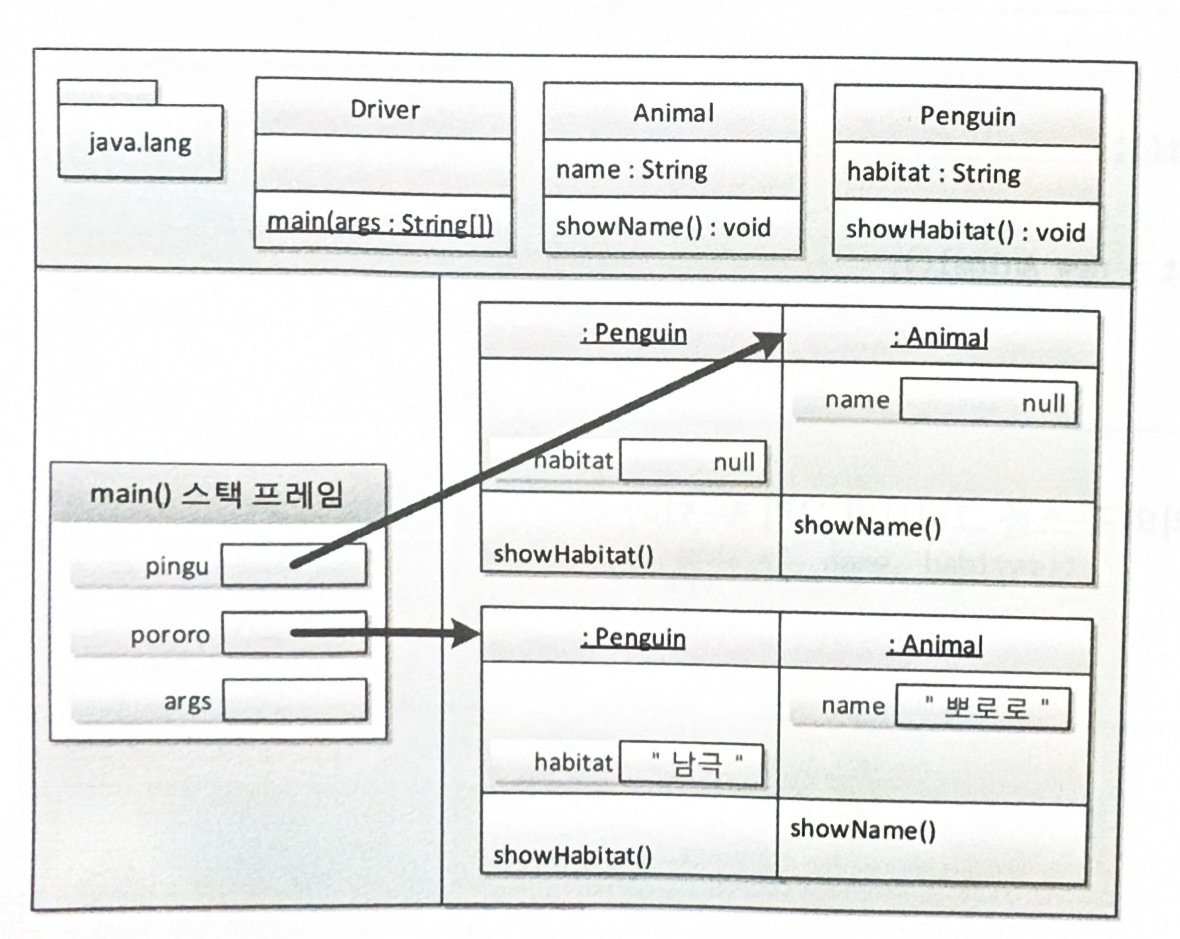 java.lang
Driver
main(args : String[])
Animal
name : String
showName() : void
Penguin
habitat : String
showHabitat() : void
main() 스택 프레임
pingu
pororo
args
: Penguin
: Animal
name null
habitat null
showName()
showHabitat()
: Penguin
: Animal
name " 뽀로로 "
habitat " 남극 "
showName()
showHabitat()